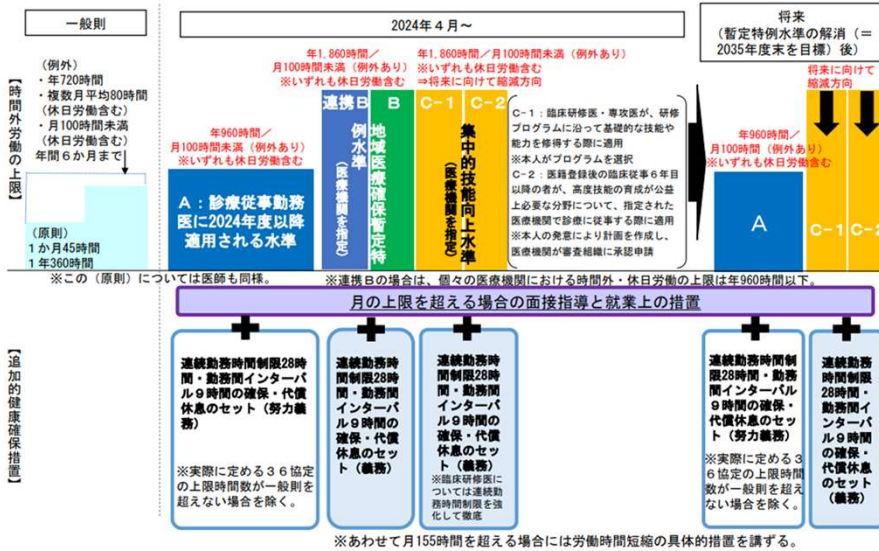 一般則
2024年４月～
将来
（暫定特例水準の解消（＝
2035年度末を目標）後）
【時間外労働の上限】
（例外）
・年720時間
・複数月平均80時間
（休日労働含む）
・月100時間未満
（休日労働含む）
年間６か月まで
（原則）
１か月45時間
１年360時間
※この（原則）については医師も同様。
年960時間／
月100時間未満（例外あり）
※いずれも休日労働含む
Ａ：診療従事勤務
医に2024年度以降
適用される水準
年1,860時間／
月100時間未満（例外あり）
※いずれも休日労働含む
連携Ｂ
Ｂ
地域医療確保暫定特
例水準
（医療機関を指定）
年1,860時間／月100時間未満（例外あり）
※いずれも休日労働含む
⇒将来に向けて縮減方向
Ｃ-１
Ｃ-２
集中的技能向上水準
（医療機関を指定）
Ｃ-１：臨床研修医・専攻医が、研修
プログラムに沿って基礎的な技能や
能力を修得する際に適用
※本人がプログラムを選択
Ｃ-２：医籍登録後の臨床従事６年目
以降の者が、高度技能の育成が公益
上必要な分野について、指定された
医療機関で診療に従事する際に適用
※本人の発意により計画を作成し、
医療機関が審査組織に承認申請
年960時間／
月100時間（例外あり）
※いずれも休日労働含む
Ａ
将来に向けて
縮減方向
Ｃ-１
Ｃ-２
※連携Ｂの場合は、個々の医療機関における時間外・休日労働の上限は年960時間以下。
月の上限を超える場合の面接指導と就業上の措置
【追加的健康確保措置】
連続勤務時間制限28時
間・勤務間インターバ
ル９時間の確保・代償
休息のセット（努力
義務）
※実際に定める３６協定
の上限時間数が一般則を
超えない場合を除く。
連続勤務時
間制限28時
間・勤務間
インターバ
ル９時間の
確保・代償
休息のセッ
ト（義務）
連続勤務時
間制限28時
間・勤務間
インターバ
ル９時間の
確保・代償
休息のセッ
ト（義務）
※臨床研修医に
ついては連続勤
務時間制限を強
化して徹底
連続勤務時間制
限28時間・勤務
間インターバル
９時間の確保・
代償休息のセッ
ト（努力義務）
※実際に定める３
６協定の上限時間
数が一般則を超え
ない場合を除く。
連続勤務
時間制限
28時間・勤
務間イン
ターバル
９時間の
確保・代
償休息の
セット
（義務）
※あわせて月155時間を超える場合には労働時間短縮の具体的措置を講ずる。